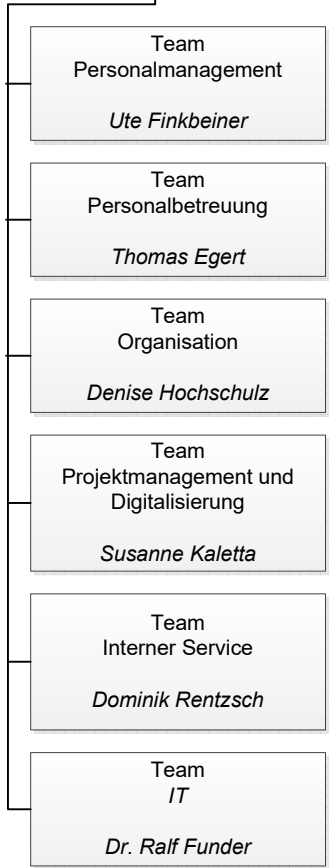 Team
Personalmanagement
Ute Finkbeiner
Team
Personalbetreuung
Thomas Egert
Team
Organisation
Denise Hochschulz
Team
Projektmanagement und
Digitalisierung
Susanne Kaletta
Team
Interner Service
Dominik Rentzsch
Team
IT
Dr. Ralf Funder